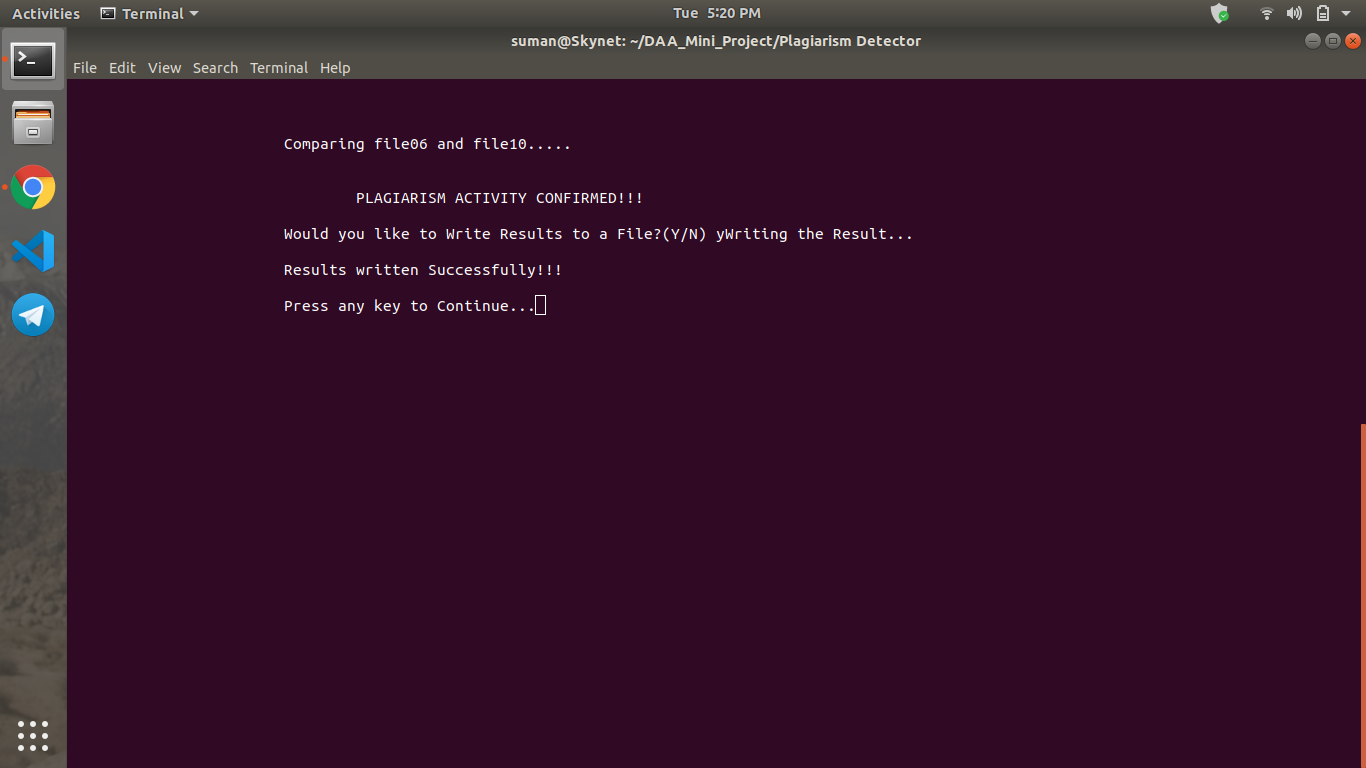 Activities Terminal Tue 5:20 PM
suman@Skynet: ~/DAA_Mini_Project/Plagiarism Detector
File Edit View Search Terminal Help
Comparing file06 and file10.....
PLAGIARISM ACTIVITY CONFIRMED!!!
Would you like to Write Results to a File?(Y/N) yWriting the Result...
Results written Successfully!!!
Press any key to Continue...